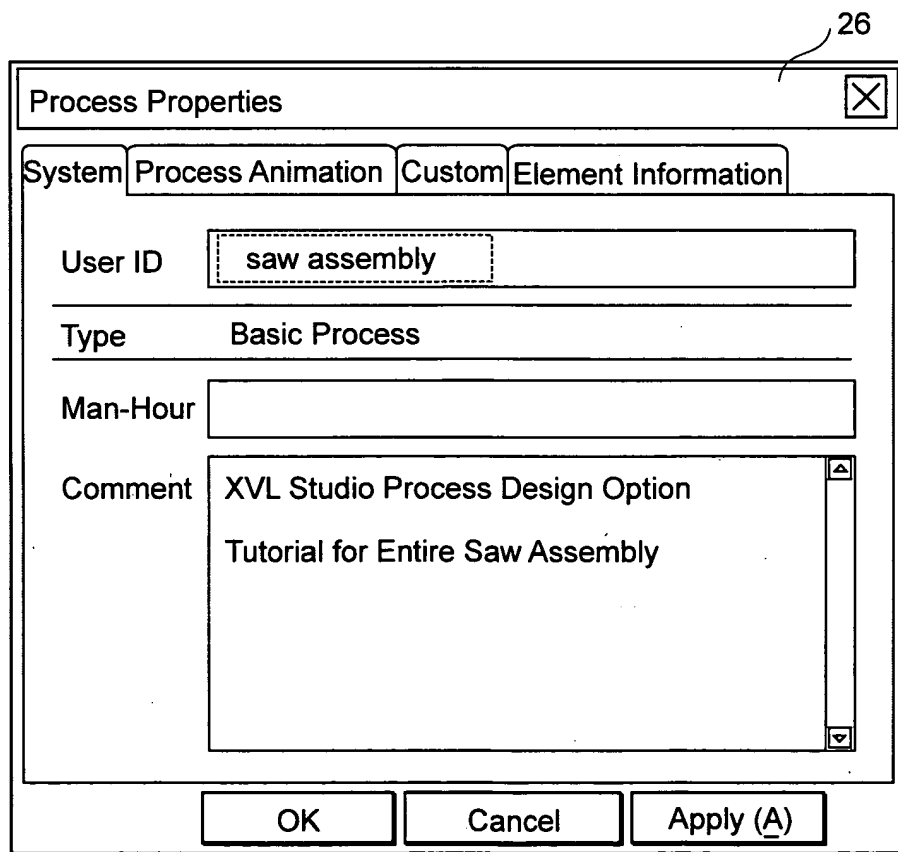 26
Process Properties
System Process Animation Custom Element Information
User ID saw assembly
Type Basic Process
Man-Hour
Comment XVL Studio Process Design Option
Tutorial for Entire Saw Assembly
OK Cancel Apply (A)